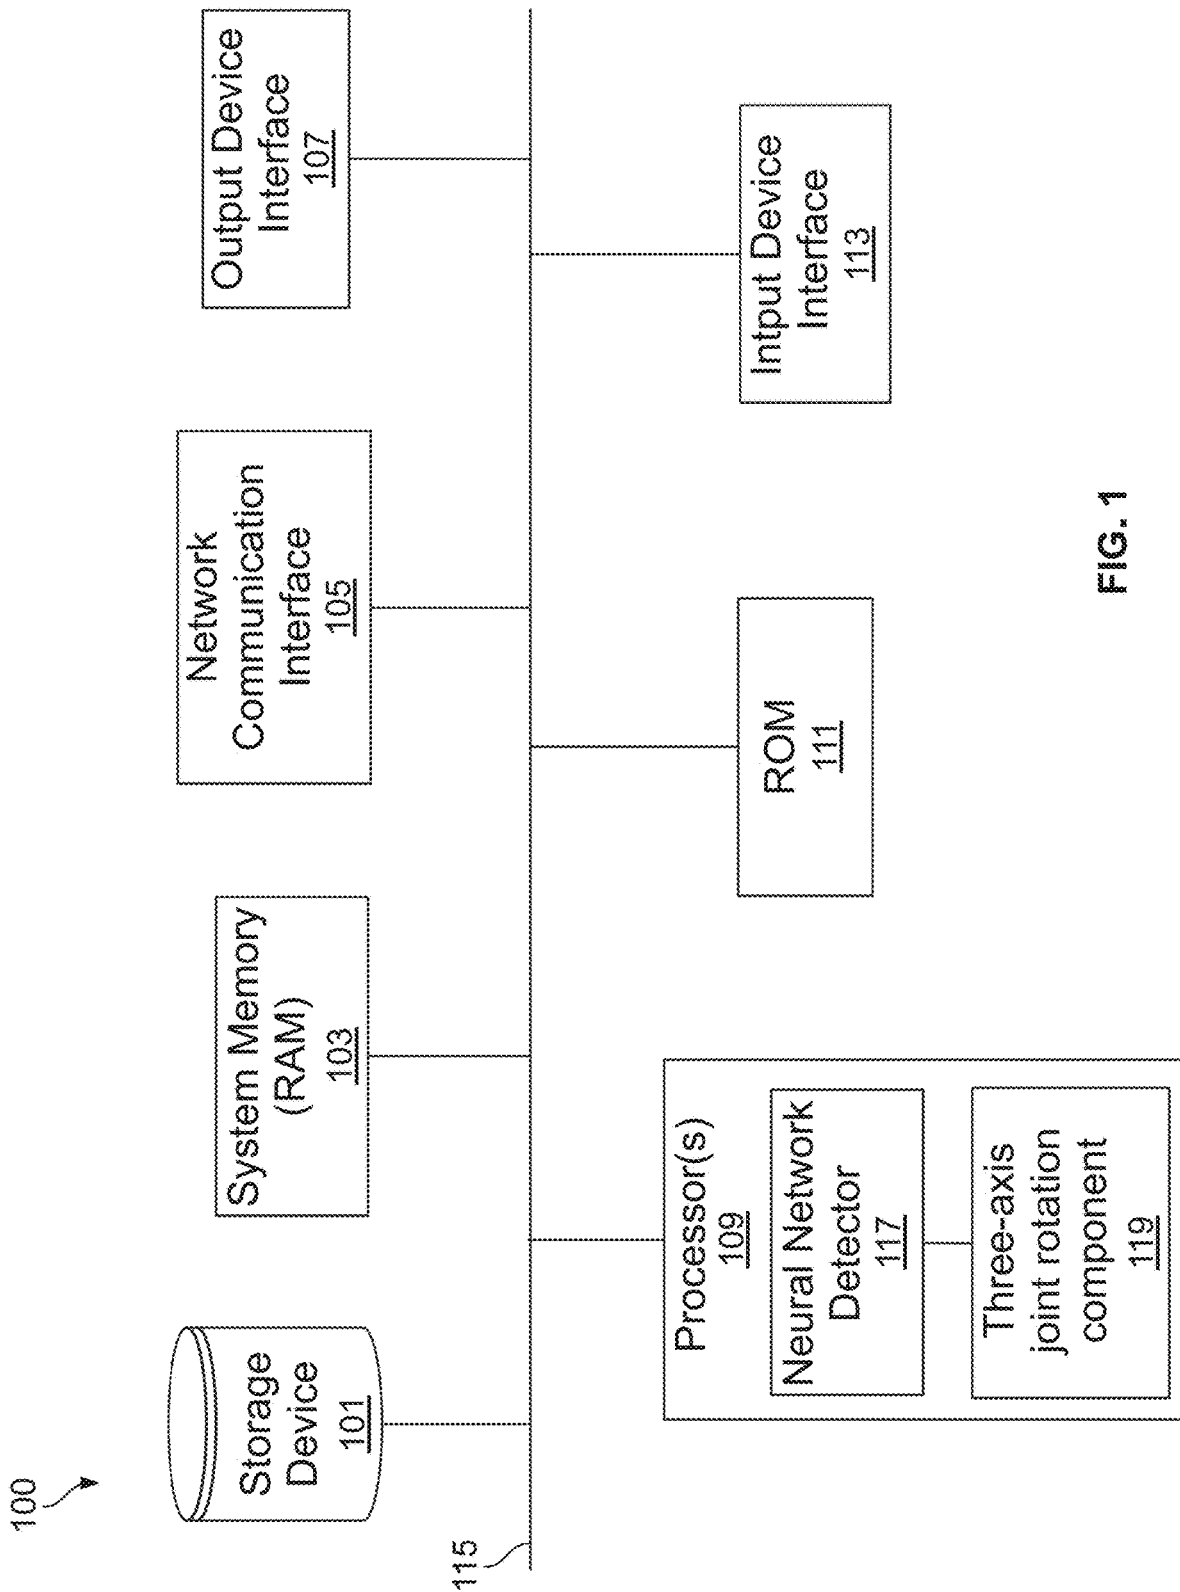 100
Storage
Device
101
System Memory
(RAM)
103
Network
Communication
Interface
105
Output Device
Interface
107
115
Processor(s)
109
Neural Network
Detector
117
Three-axis
joint rotation
component
119
ROM
111
Intput Device
Interface
113
FIG. 1